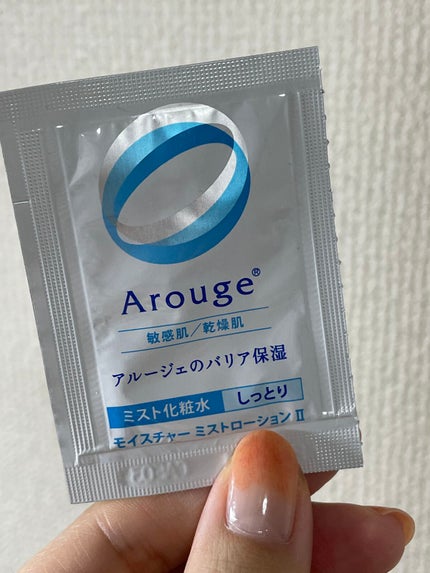 Arouge®
敏感肌/乾燥肌
アルージェのバリア保湿
ミスト化粧水 しっとり
モイスチャー ミストローション II